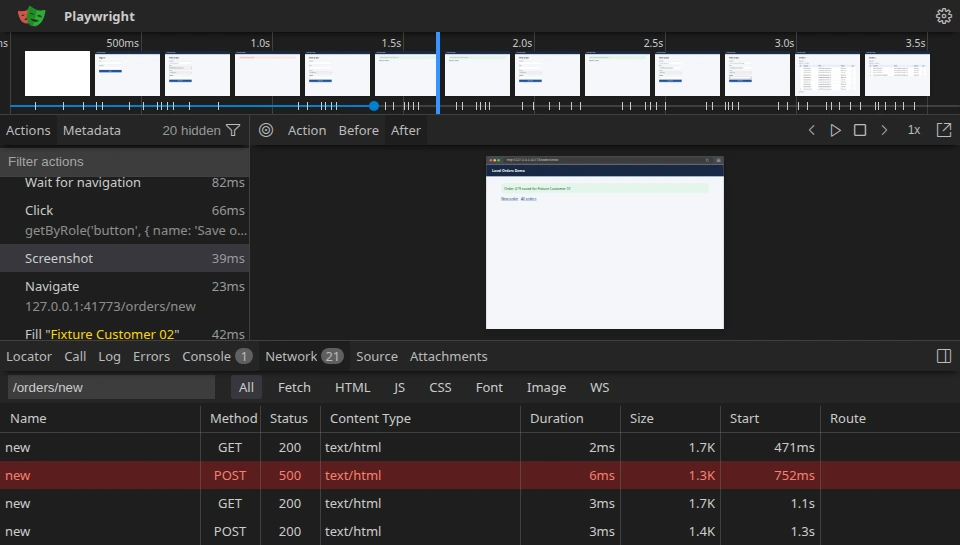 Playwright
500ms 1.0s 1.5s 2.0s 2.5s 3.0s 3.5s
Actions Metadata 20 hidden
Action Before After
1x
Filter actions
Wait for navigation 82ms
Click 66ms
getByRole('button', { name: 'Save o...
Screenshot 39ms
Navigate 23ms
127.0.0.1:41773/orders/new
Fill "Fixture Customer 02" 42ms
Local Orders Demo
New order All orders
Locator Call Log Errors Console 1 Network 21 Source Attachments
/orders/new
All Fetch HTML JS CSS Font Image WS
Name Method Status Content Type Duration Size Start Route
new GET 200 text/html 2ms 1.7K 471ms
new POST 500 text/html 6ms 1.3K 752ms
new GET 200 text/html 3ms 1.7K 1.1s
new POST 200 text/html 3ms 1.4K 1.3s